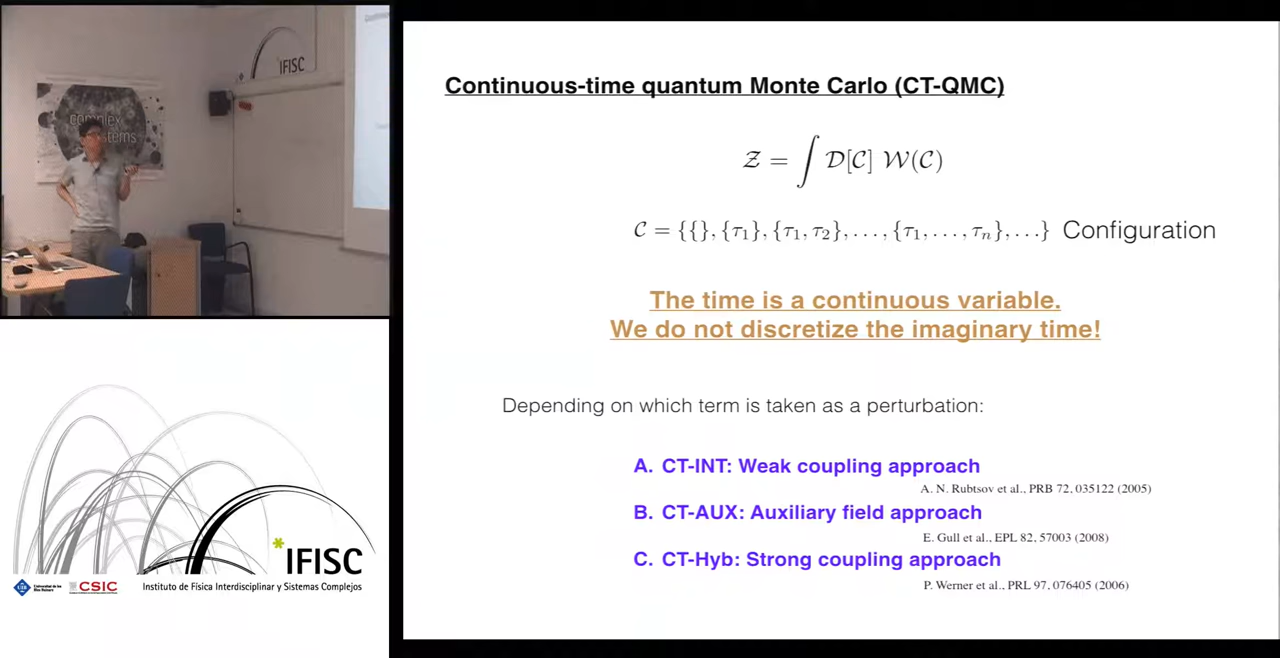 IFISC
complex
systems
Continuous-time quantum Monte Carlo (CT-QMC)
Z = ∫ D[C] W(C)
C = {{}, {τ₁}, {τ₁, τ₂}, . . . , {τ₁, . . . , τₙ}, . . .} Configuration
The time is a continuous variable.
We do not discretize the imaginary time!
Depending on which term is taken as a perturbation:
A. CT-INT: Weak coupling approach
A. N. Rubtsov et al., PRB 72, 035122 (2005)
B. CT-AUX: Auxiliary field approach
E. Gull et al., EPL 82, 57003 (2008)
C. CT-Hyb: Strong coupling approach
P. Werner et al., PRL 97, 076405 (2006)
*IFISC
CSIC
Instituto de Física Interdisciplinar y Sistemas Complejos